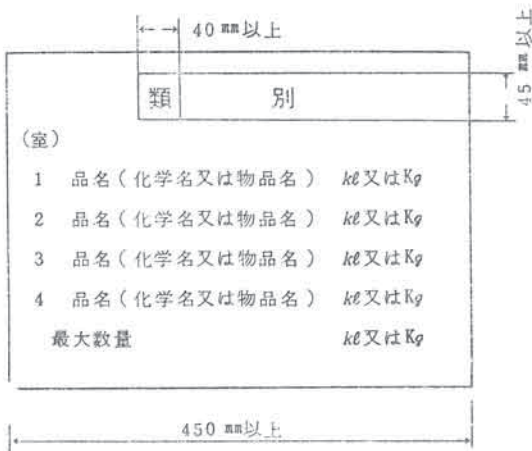 40 mm以上
45 mm以上
類 別
(室)
1 品名(化学名又は物品名) kℓ又はKg
2 品名(化学名又は物品名) kℓ又はKg
3 品名(化学名又は物品名) kℓ又はKg
4 品名(化学名又は物品名) kℓ又はKg
最大数量 kℓ又はKg
450 mm以上